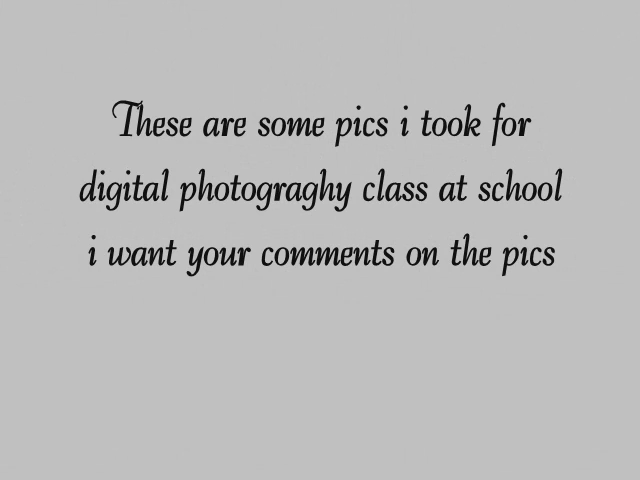 These are some pics i took for
digital photograghy class at school
i want your comments on the pics